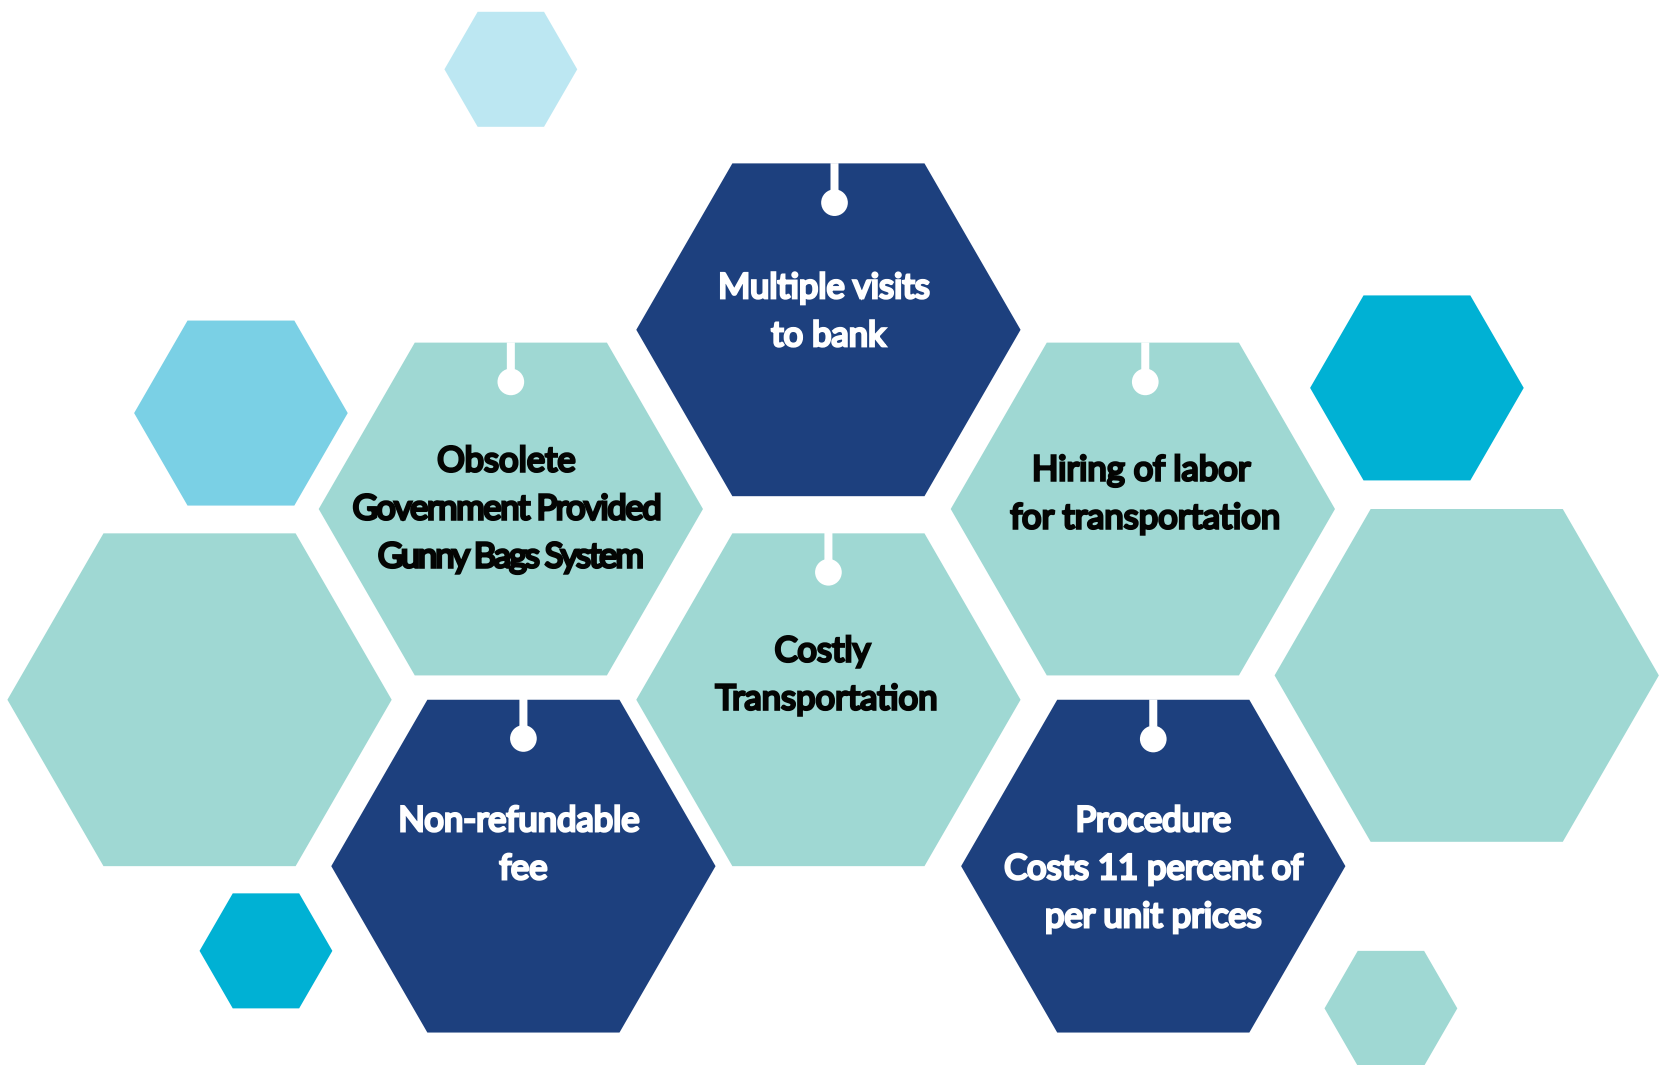 Multiple visits
to bank
Obsolete
Government Provided
Gunny Bags System
Hiring of labor
for transportation
Costly
Transportation
Non-refundable
fee
Procedure
Costs 11 percent of
per unit prices